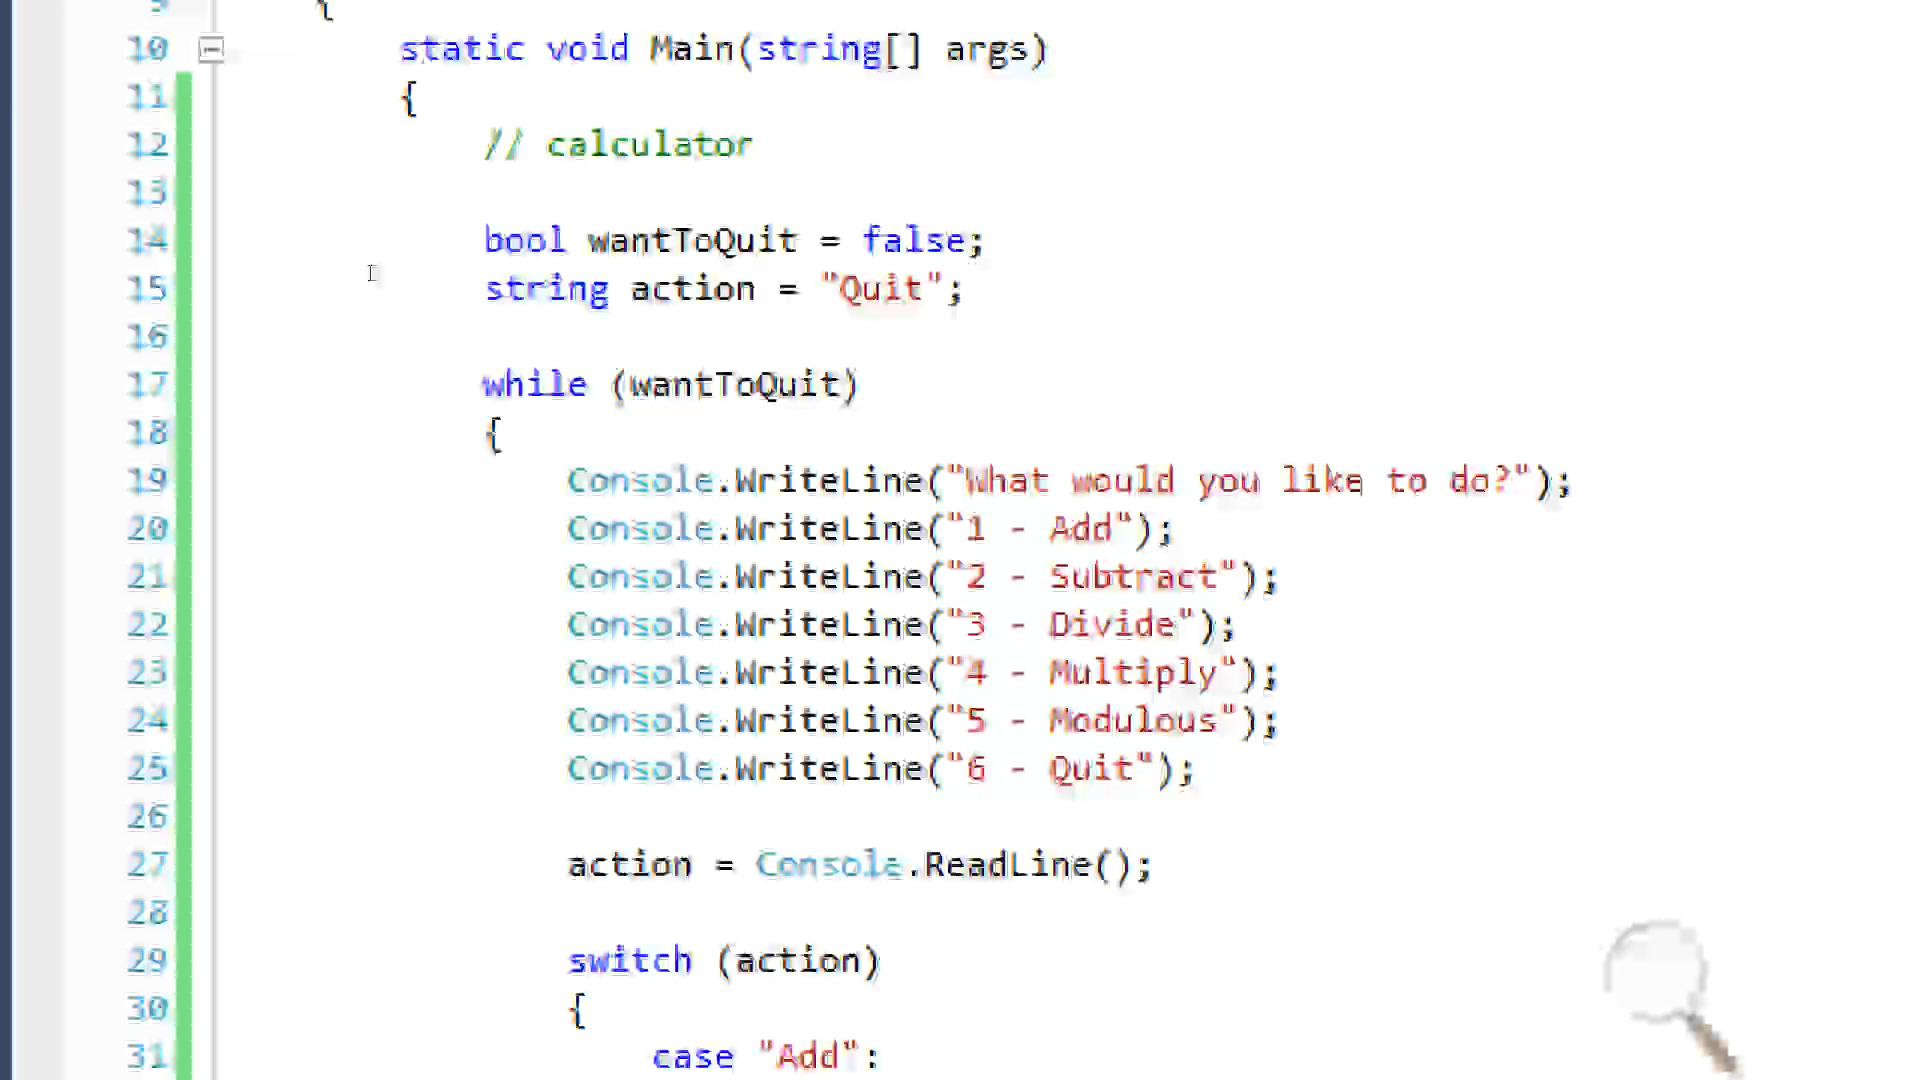 9 {
10 static void Main(string[] args)
11 {
12 // calculator
13
14 bool wantToQuit = false;
15 string action = "Quit";
16
17 while (wantToQuit)
18 {
19 Console.WriteLine("What would you like to do?");
20 Console.WriteLine("1 - Add");
21 Console.WriteLine("2 - Subtract");
22 Console.WriteLine("3 - Divide");
23 Console.WriteLine("4 - Multiply");
24 Console.WriteLine("5 - Modulous");
25 Console.WriteLine("6 - Quit");
26
27 action = Console.ReadLine();
28
29 switch (action)
30 {
31 case "Add":